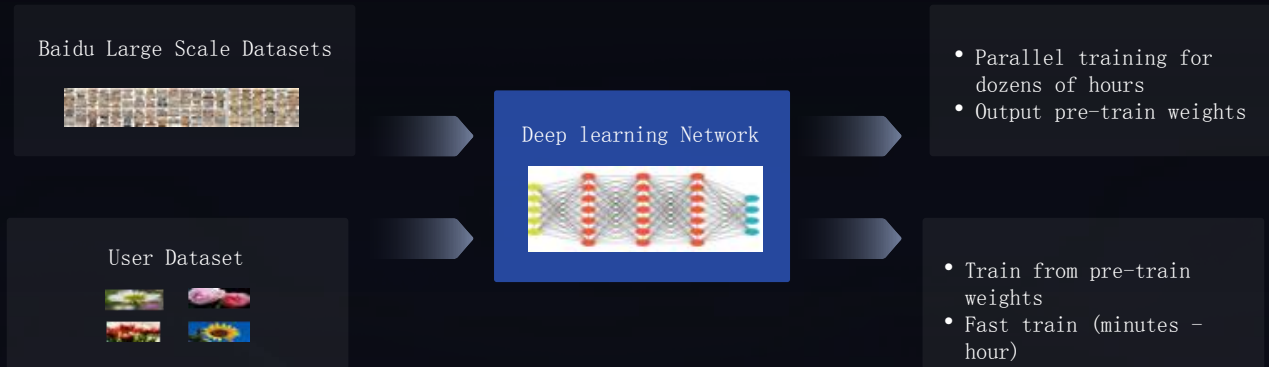 Baidu Large Scale Datasets
Deep learning Network
• Parallel training for
dozens of hours
• Output pre-train weights
User Dataset
• Train from pre-train
weights
• Fast train (minutes -
hour)